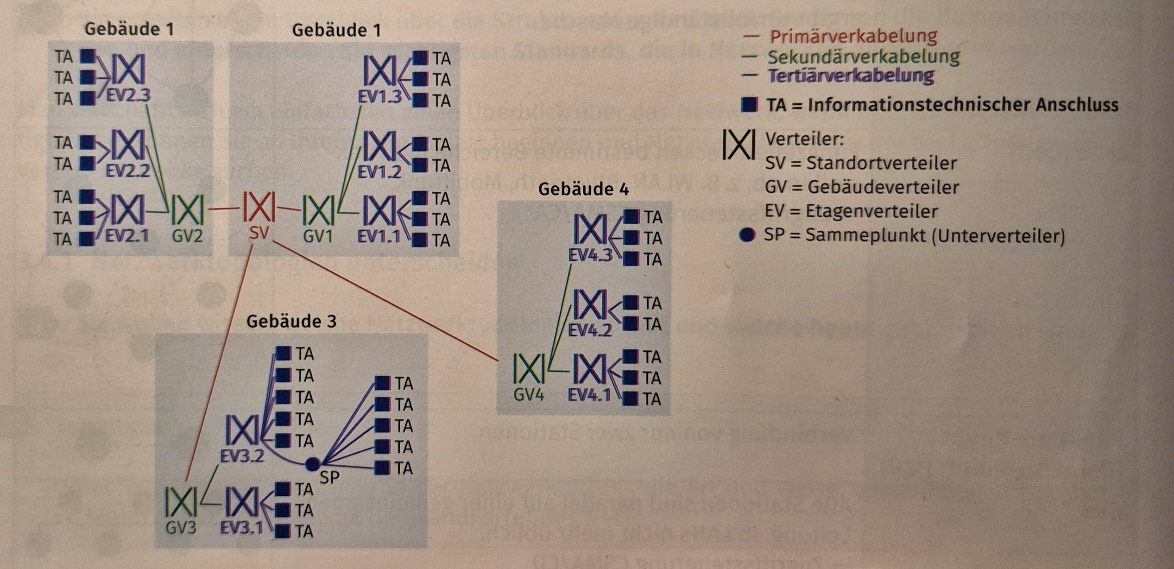 Gebäude 1
TA
TA
TA
EV2.3
TA
TA
EV2.2
TA
TA
TA
EV2.1
GV2
SV
Gebäude 1
TA
TA
TA
EV1.3
TA
TA
EV1.2
TA
TA
TA
EV1.1
GV1
Primärverkabelung
Sekundärverkabelung
Tertiärverkabelung
TA = Informationstechnischer Anschluss
Verteiler:
SV = Standortverteiler
GV = Gebäudeverteiler
EV = Etagenverteiler
SP = Sammeplunkt (Unterverteiler)
Gebäude 4
TA
TA
TA
EV4.3
TA
TA
EV4.2
TA
TA
TA
EV4.1
GV4
Gebäude 3
TA
TA
TA
TA
TA
EV3.2
TA
TA
TA
TA
TA
SP
TA
TA
TA
EV3.1
GV3